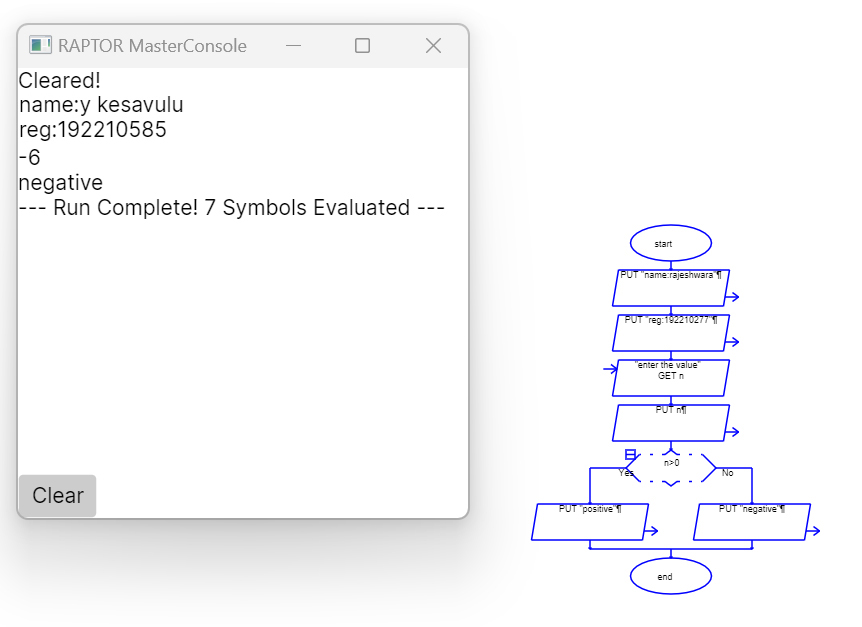 RAPTOR MasterConsole
Cleared!
name:y kesavulu
reg:192210585
-6
negative
--- Run Complete! 7 Symbols Evaluated ---
Clear
start
PUT "name:rajeshwara"¶
PUT "reg:192210277"¶
"enter the value"
GET n
PUT n¶
n>0
Yes
No
PUT "positive"¶
PUT "negative"¶
end